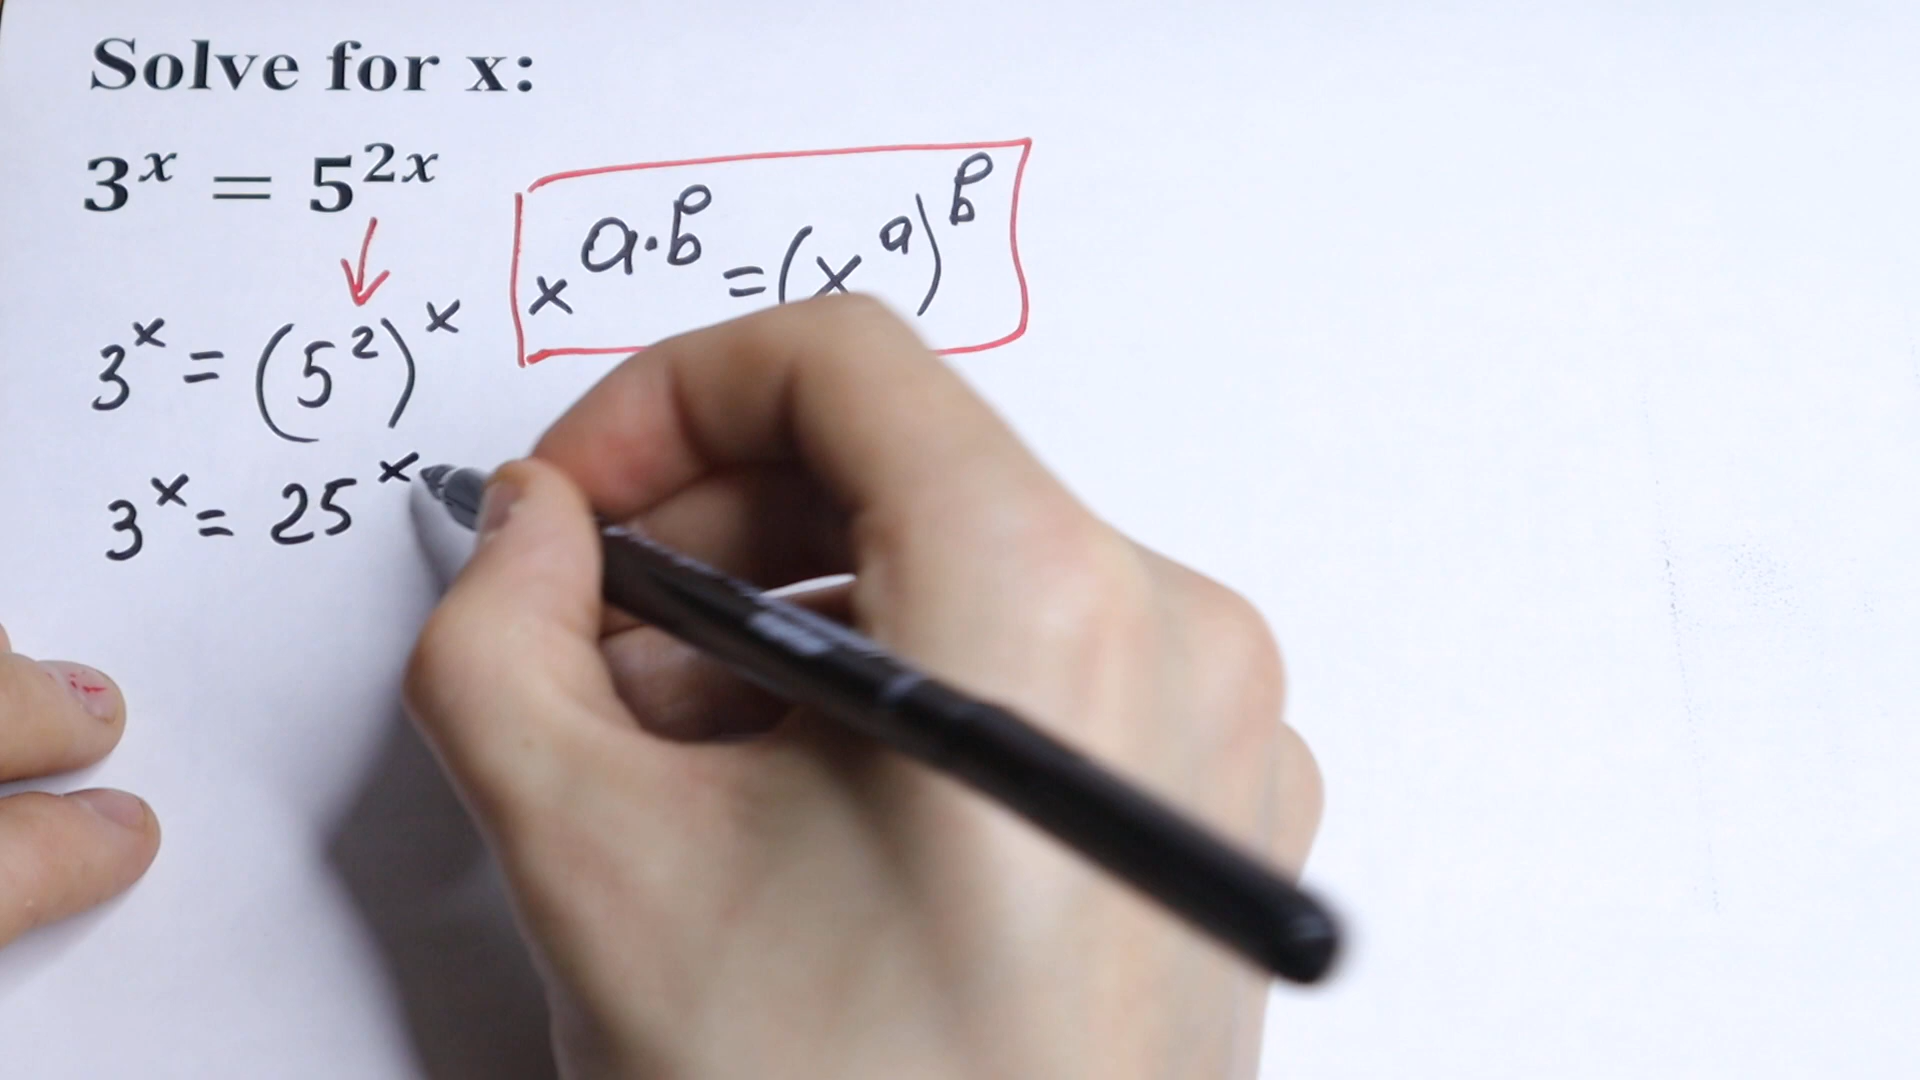 Solve for x:
3^x = 5^{2x}
x^{a·b} = (x^a)^b
3^x = (5^2)^x
3^x = 25^x